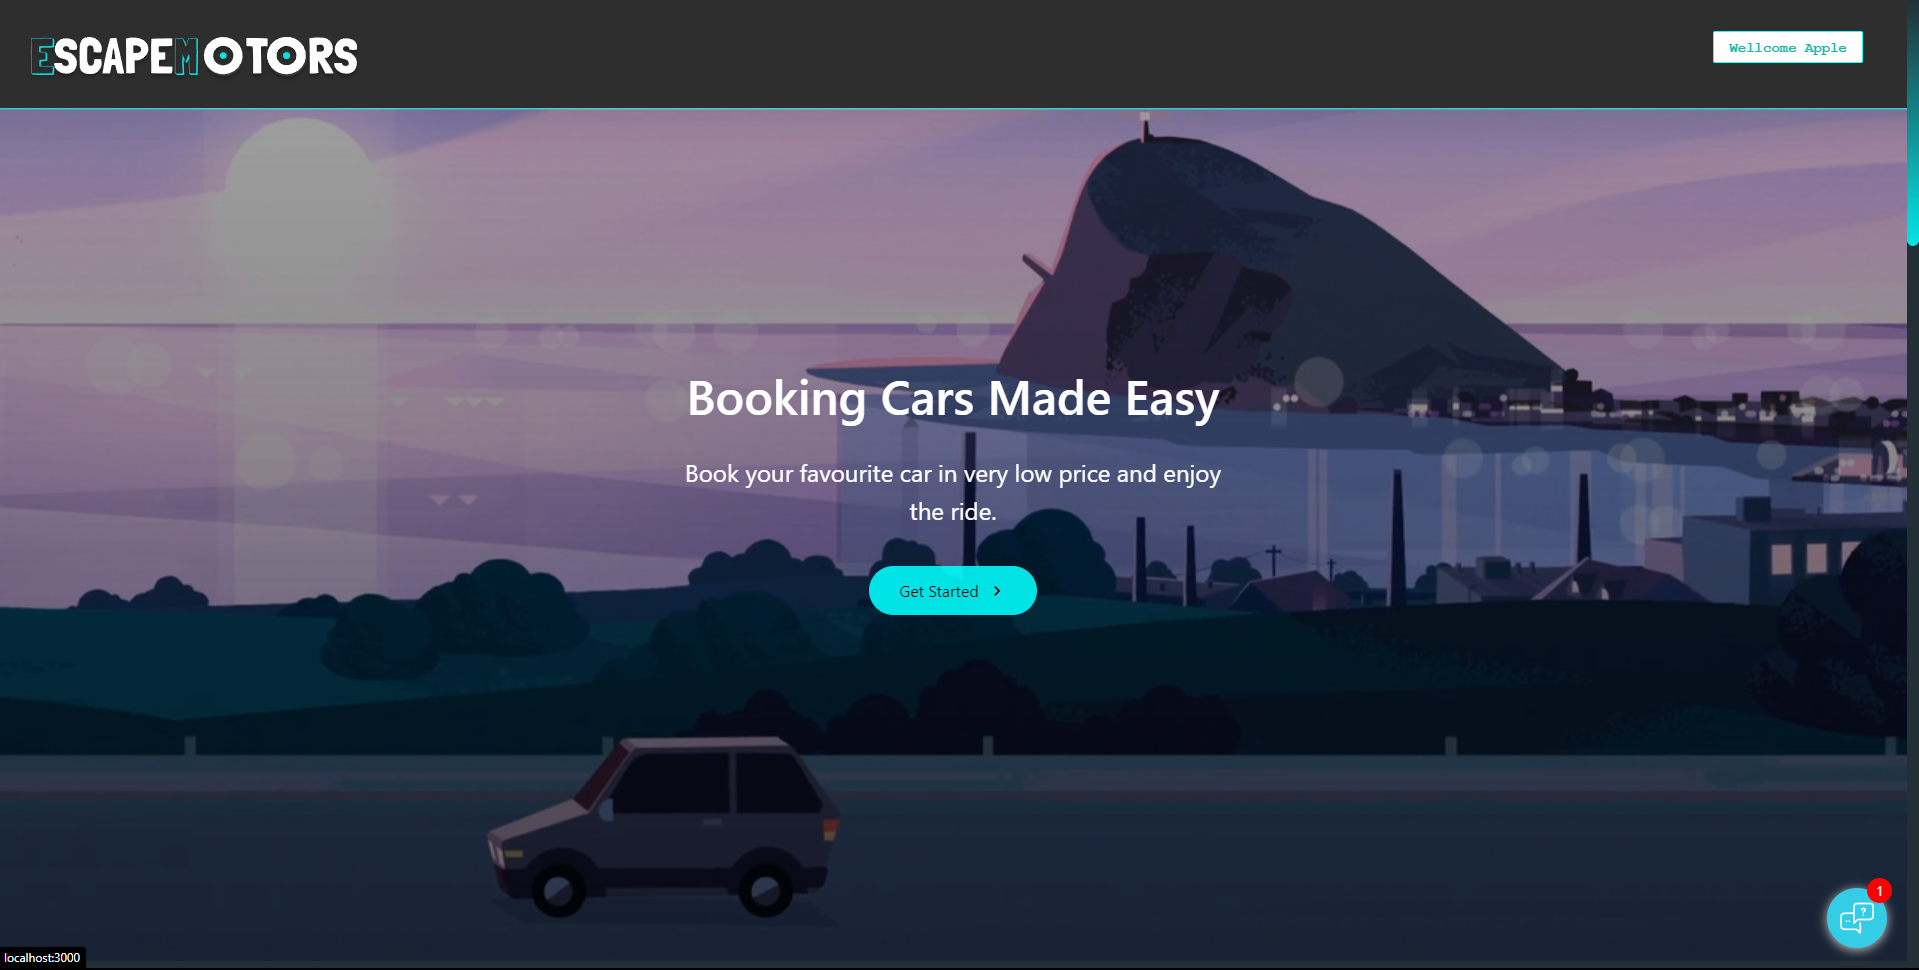 ESCAPEMOTORS
Wellcome Apple
Booking Cars Made Easy
Book your favourite car in very low price and enjoy
the ride.
Get Started
1
?
localhost:3000